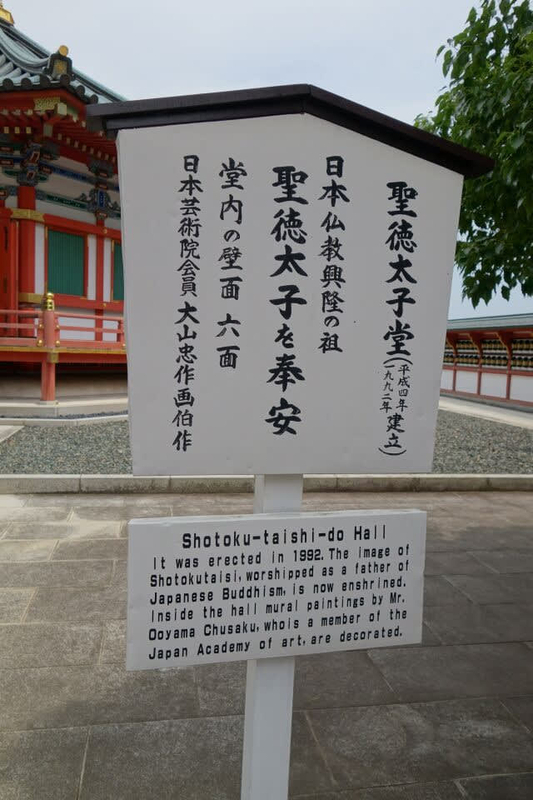 聖徳太子堂(平成四年 一九九二年 建立)
日本仏教興隆の祖
聖徳太子を奉安
堂内の壁面六面
日本芸術院会員 大山忠作画伯作
Shotoku-taishi-do Hall
It was erected in 1992. The image of
Shotokutaisi, worshipped as a father of
Japanese Buddhism, is now enshrined.
Inside the hall mural paintings by Mr.
Ooyama Chusaku, whois a member of the
Japan Academy of art, are decorated.